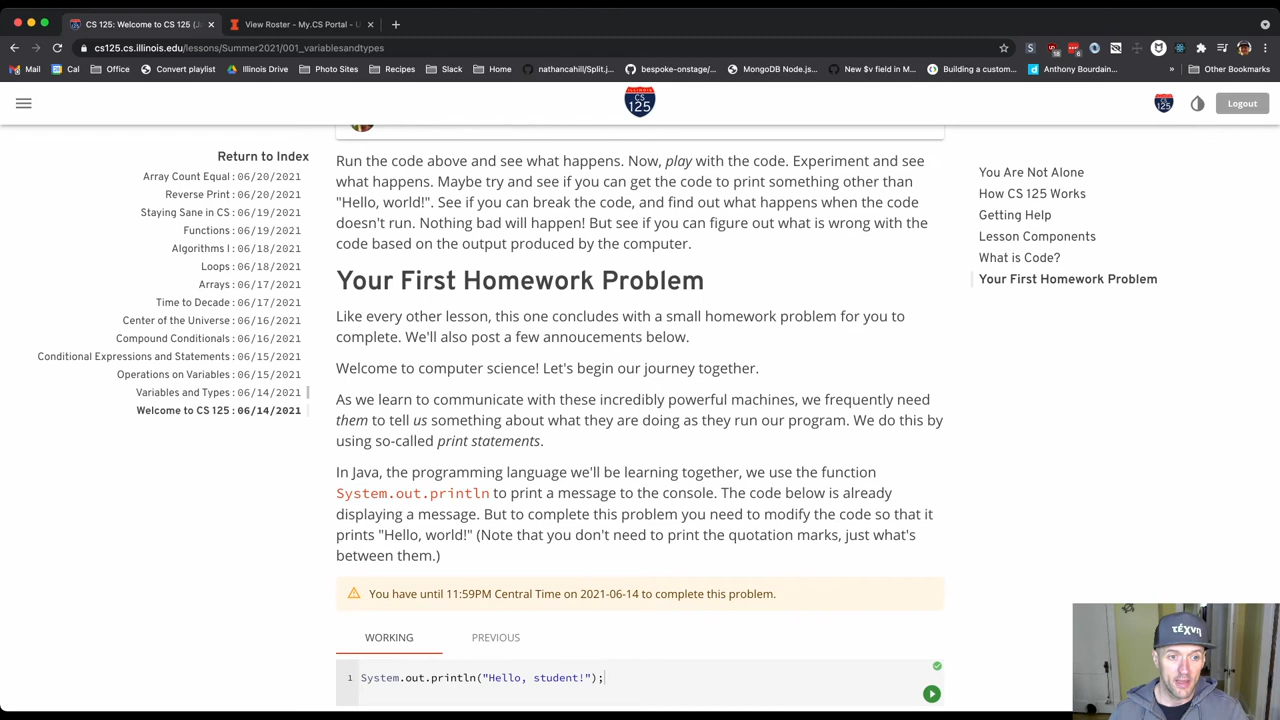 CS 125: Welcome to CS 125 (J
View Roster - My.CS Portal - U
cs125.cs.illinois.edu/lessons/Summer2021/001_variablesandtypes
Mail
Cal
Office
Convert playlist
Illinois Drive
Photo Sites
Recipes
nathancahill/Split.j...
bespoke-onstage/...
MongoDB Node.js...
New $v field in M...
Building a custom...
Anthony Bourdain...
»
Other Bookmarks
ILLINOIS
CS
125
Logout
Return to Index
Array Count Equal : 06/20/2021
Reverse Print : 06/20/2021
Staying Sane in CS : 06/19/2021
Functions : 06/19/2021
Algorithms I : 06/18/2021
Loops : 06/18/2021
Arrays : 06/17/2021
Time to Decade : 06/17/2021
Center of the Universe : 06/16/2021
Compound Conditionals : 06/16/2021
Conditional Expressions and Statements : 06/15/2021
Operations on Variables : 06/15/2021
Variables and Types : 06/14/2021
Welcome to CS 125 : 06/14/2021
Run the code above and see what happens. Now, play with the code. Experiment and see
what happens. Maybe try and see if you can get the code to print something other than
"Hello, world!". See if you can break the code, and find out what happens when the code
doesn't run. Nothing bad will happen! But see if you can figure out what is wrong with the
code based on the output produced by the computer.
Your First Homework Problem
Like every other lesson, this one concludes with a small homework problem for you to
complete. We'll also post a few annoucements below.
Welcome to computer science! Let's begin our journey together.
As we learn to communicate with these incredibly powerful machines, we frequently need
them to tell us something about what they are doing as they run our program. We do this by
using so-called print statements.
In Java, the programming language we'll be learning together, we use the function
System.out.println to print a message to the console. The code below is already
displaying a message. But to complete this problem you need to modify the code so that it
prints "Hello, world!" (Note that you don't need to print the quotation marks, just what's
between them.)
You have until 11:59PM Central Time on 2021-06-14 to complete this problem.
WORKING
PREVIOUS
1 System.out.println("Hello, student!");
You Are Not Alone
How CS 125 Works
Getting Help
Lesson Components
What is Code?
Your First Homework Problem
τέχνη